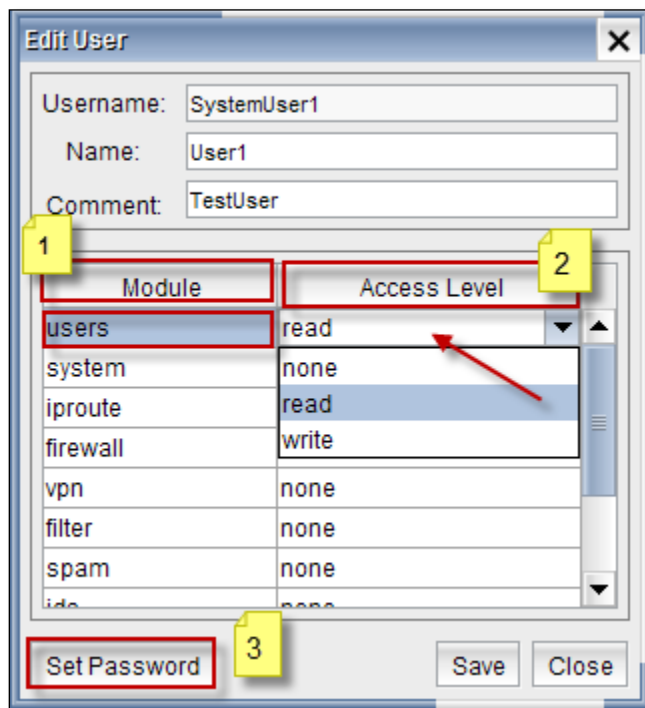 Edit User
Username: SystemUser1
Name: User1
Comment: TestUser
1
2
Module Access Level
users read
system none
iproute read
firewall write
vpn none
filter none
spam none
none
Set Password
3
Save Close